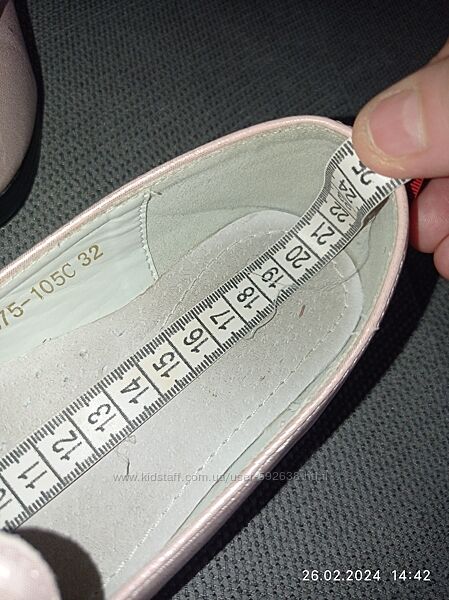 75-105C 32
10 11 12 13 14 15 16 17 18 19 20 21 22 23 24 25
www.kidstaff.com.ua/user-592638.html
26.02.2024 14:42